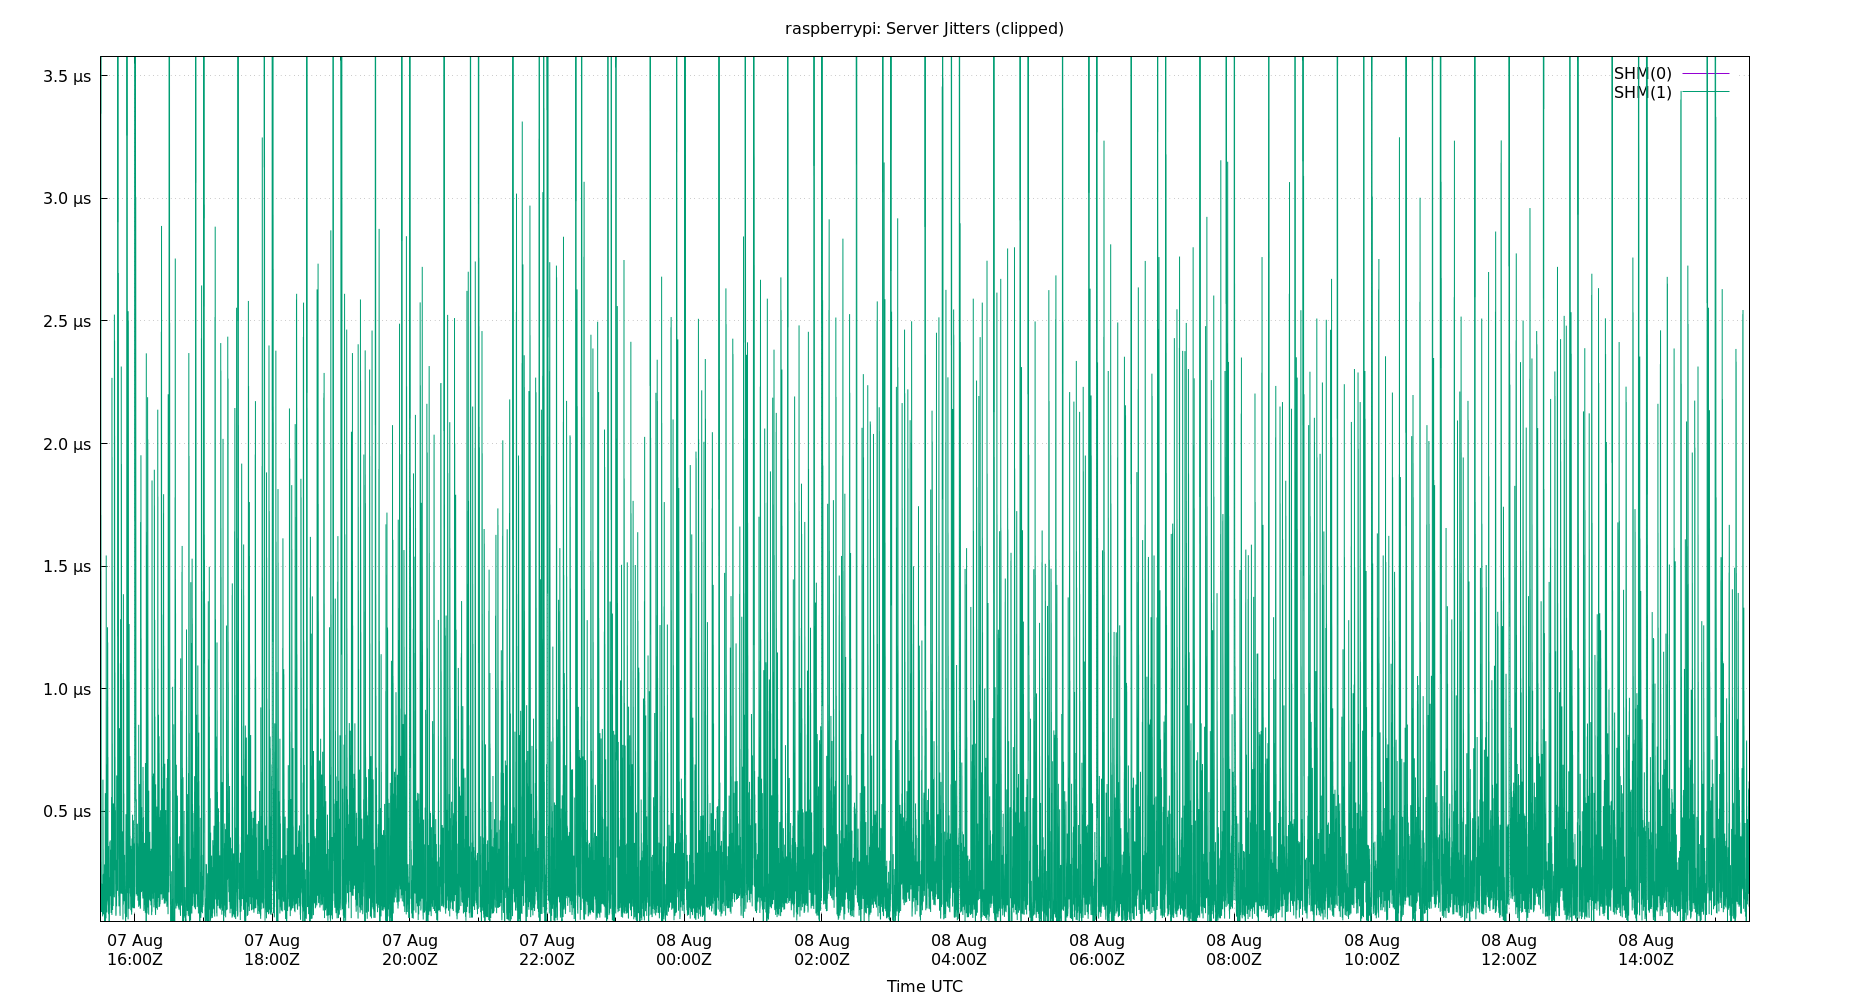 raspberrypi: Server Jitters (clipped)
SHM(0)
SHM(1)
3.5 µs
3.0 µs
2.5 µs
2.0 µs
1.5 µs
1.0 µs
0.5 µs
07 Aug 07 Aug 07 Aug 07 Aug 08 Aug 08 Aug 08 Aug 08 Aug 08 Aug 08 Aug 08 Aug 08 Aug
16:00Z 18:00Z 20:00Z 22:00Z 00:00Z 02:00Z 04:00Z 06:00Z 08:00Z 10:00Z 12:00Z 14:00Z
Time UTC